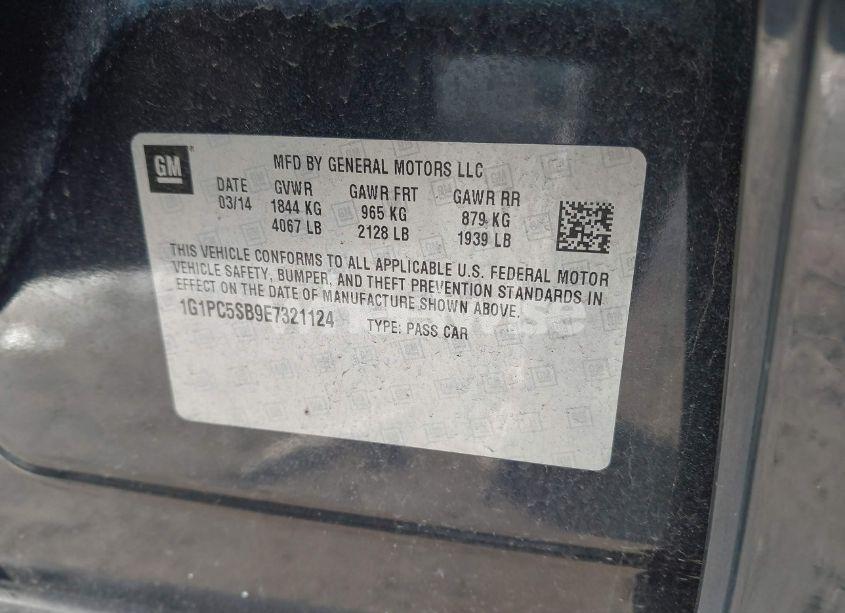 GM
MFD BY GENERAL MOTORS LLC
DATE GVWR GAWR FRT GAWR RR
03/14 1844 KG 965 KG 879 KG
4067 LB 2128 LB 1939 LB
THIS VEHICLE CONFORMS TO ALL APPLICABLE U.S. FEDERAL MOTOR
VEHICLE SAFETY, BUMPER, AND THEFT PREVENTION STANDARDS IN
EFFECT ON THE DATE OF MANUFACTURE SHOWN ABOVE.
1G1PC5SB9E7321124 TYPE: PASS CAR